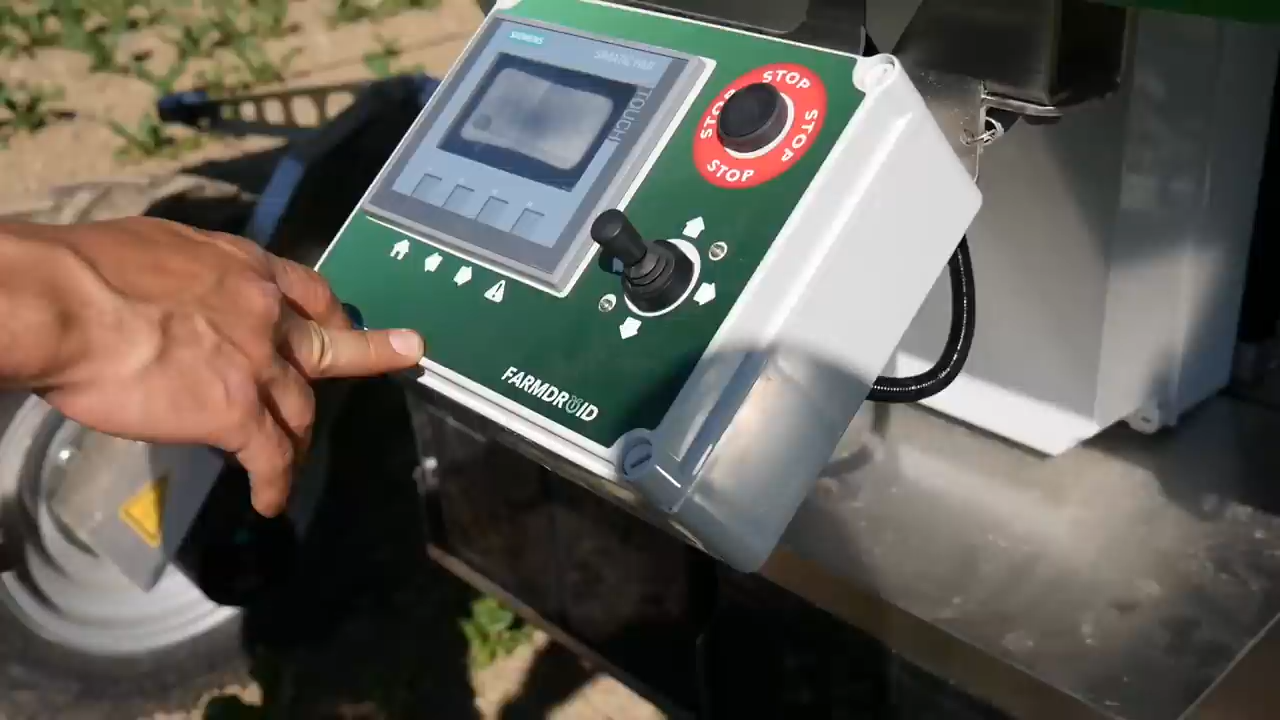 SIEMENS
SIMATIC HMI
TOUCH
STOP
STOP
STOP
STOP
FARMDROID